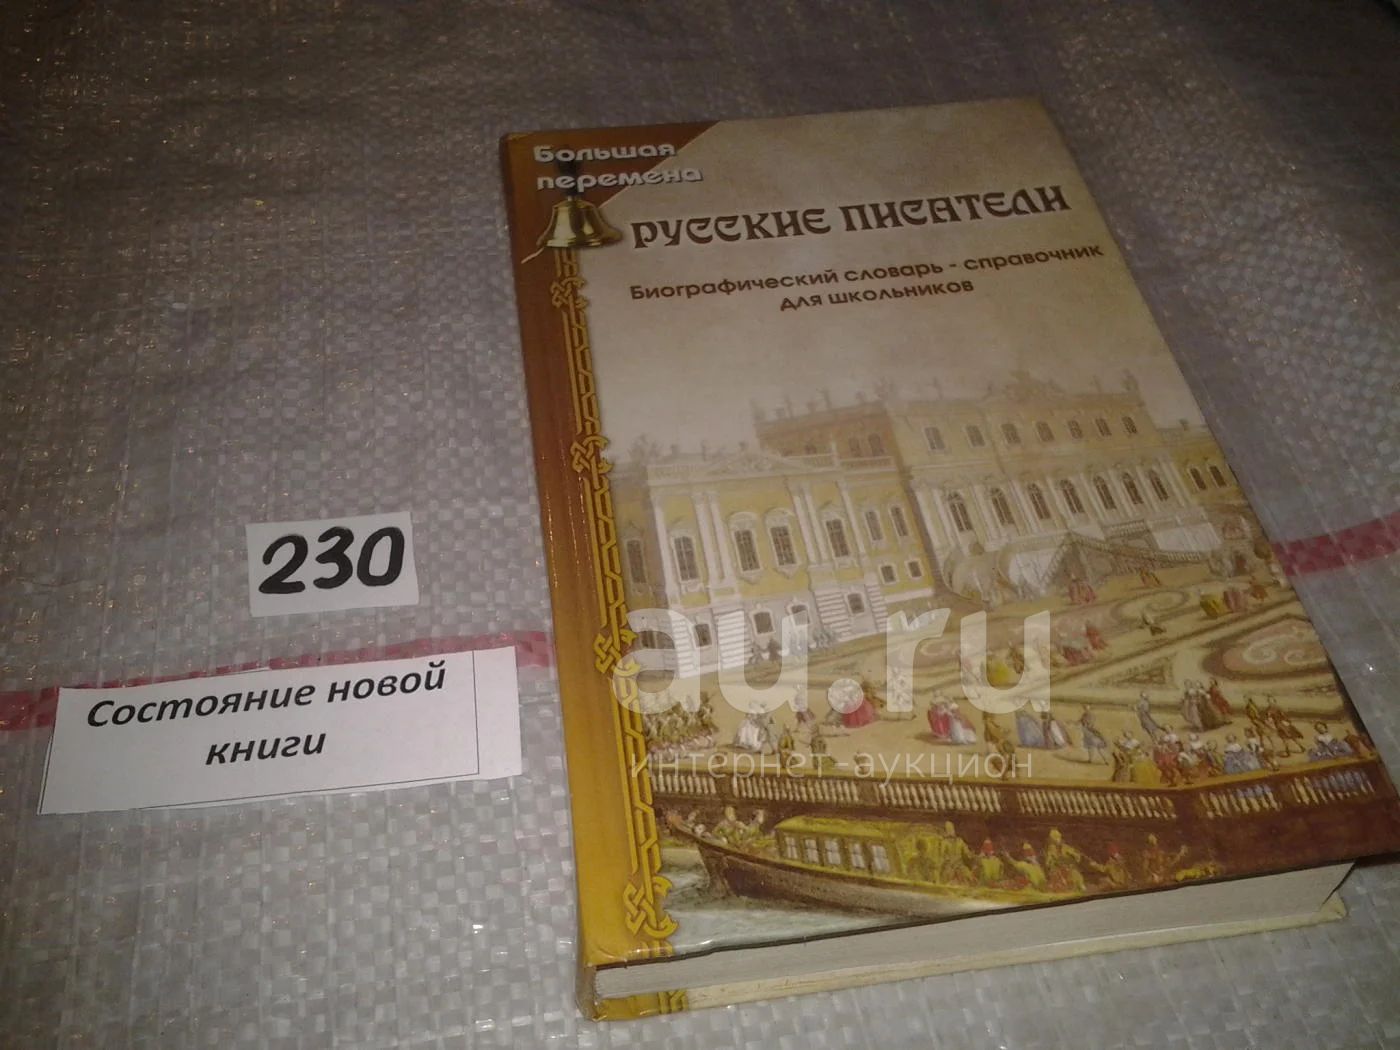 Большая
перемена
РУССКИЕ ПИСАТЕЛИ
Биографический словарь - справочник
для школьников
230
Состояние новой
книги
au.ru
интернет-аукцион